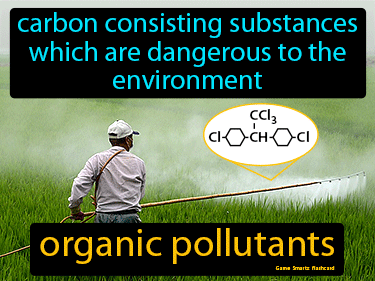 carbon consisting substances
which are dangerous to the
environment
CCl3
Cl CH Cl
organic pollutants
Game Smartz flashcard